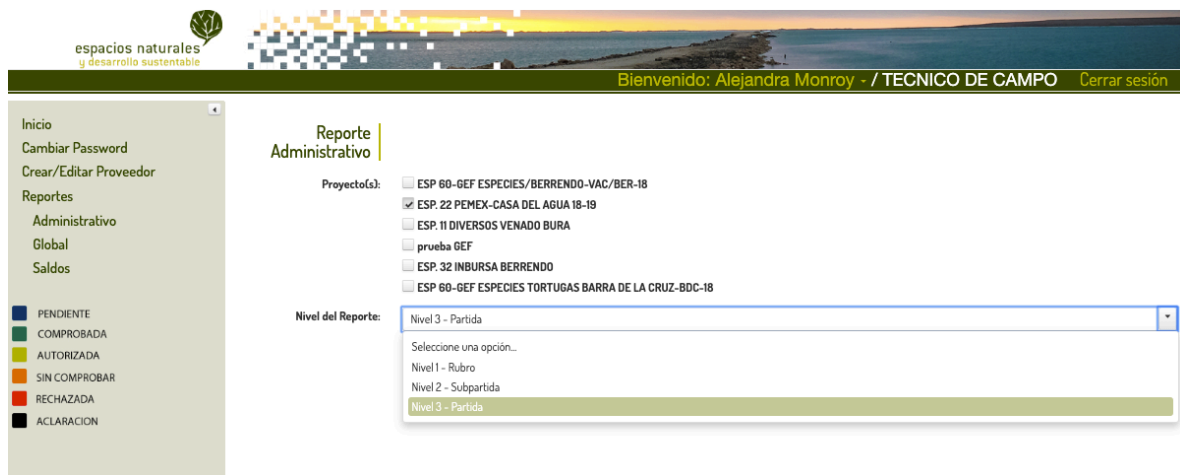 espacios naturales
y desarrollo sustentable
Bienvenido: Alejandra Monroy - / TECNICO DE CAMPO Cerrar sesión
Inicio
Cambiar Password
Crear/Editar Proveedor
Reportes
Administrativo
Global
Saldos
PENDIENTE
COMPROBADA
AUTORIZADA
SIN COMPROBAR
RECHAZADA
ACLARACION
Reporte
Administrativo
Proyecto(s):
ESP 60-GEF ESPECIES/BERRENDO-VAC/BER-18
ESP. 22 PEMEX-CASA DEL AGUA 18-19
ESP. 11 DIVERSOS VENADO BURA
prueba GEF
ESP. 32 INBURSA BERRENDO
ESP 60-GEF ESPECIES TORTUGAS BARRA DE LA CRUZ-BDC-18
Nivel del Reporte:
Nivel 3 - Partida
Seleccione una opción...
Nivel 1 - Rubro
Nivel 2 - Subpartida
Nivel 3 - Partida